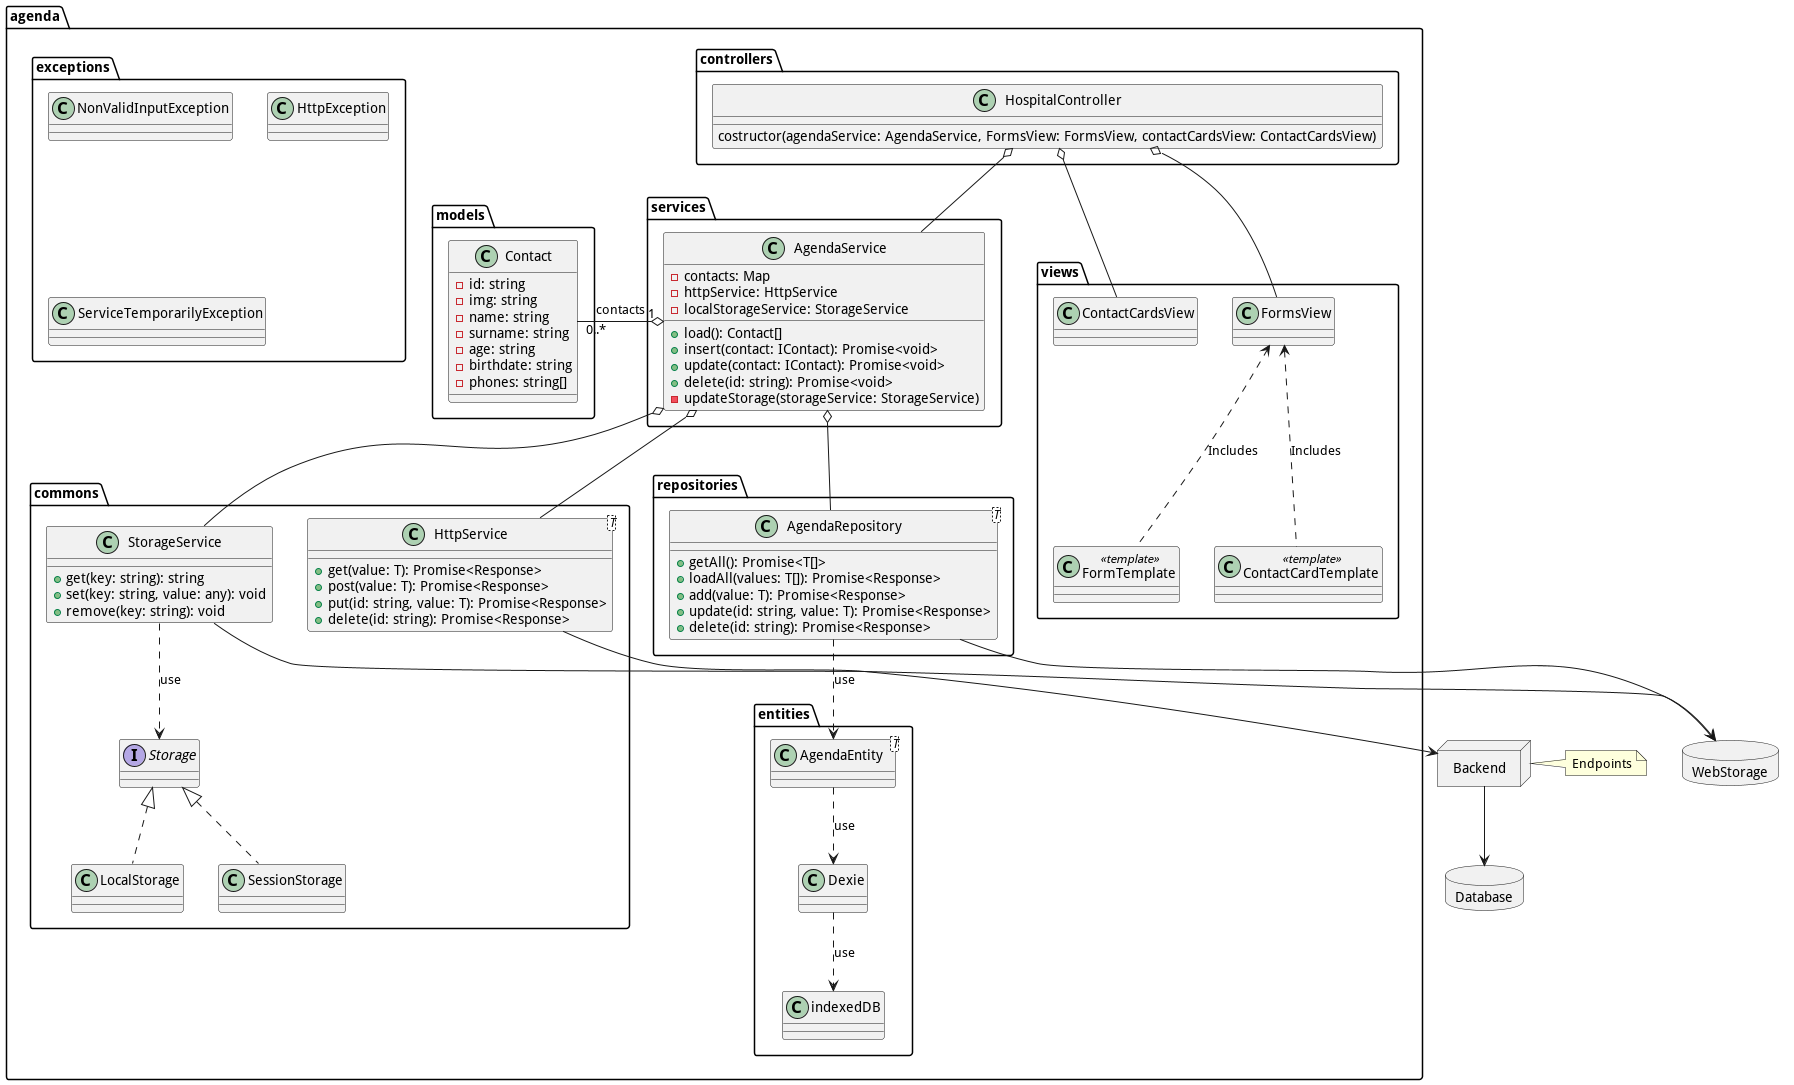 agenda
exceptions
C NonValidInputException
C HttpException
C ServiceTemporarilyException
controllers
C HospitalController
costructor(agendaService: AgendaService, FormsView: FormsView, contactCardsView: ContactCardsView)
models
C Contact
id: string
img: string
name: string
surname: string
age: string
birthdate: string
phones: string[]
contacts
0..*
1
services
C AgendaService
contacts: Map
httpService: HttpService
localStorageService: StorageService
load(): Contact[]
insert(contact: IContact): Promise<void>
update(contact: IContact): Promise<void>
delete(id: string): Promise<void>
updateStorage(storageService: StorageService)
views
C ContactCardsView
C FormsView
Includes
Includes
«template»
C FormTemplate
«template»
C ContactCardTemplate
commons
C StorageService
get(key: string): string
set(key: string, value: any): void
remove(key: string): void
C HttpService
T
get(value: T): Promise<Response>
post(value: T): Promise<Response>
put(id: string, value: T): Promise<Response>
delete(id: string): Promise<Response>
use
I Storage
C LocalStorage
C SessionStorage
repositories
C AgendaRepository
T
getAll(): Promise<T[]>
loadAll(values: T[]): Promise<Response>
add(value: T): Promise<Response>
update(id: string, value: T): Promise<Response>
delete(id: string): Promise<Response>
use
entities
C AgendaEntity
T
use
C Dexie
use
C indexedDB
Backend
Endpoints
WebStorage
Database